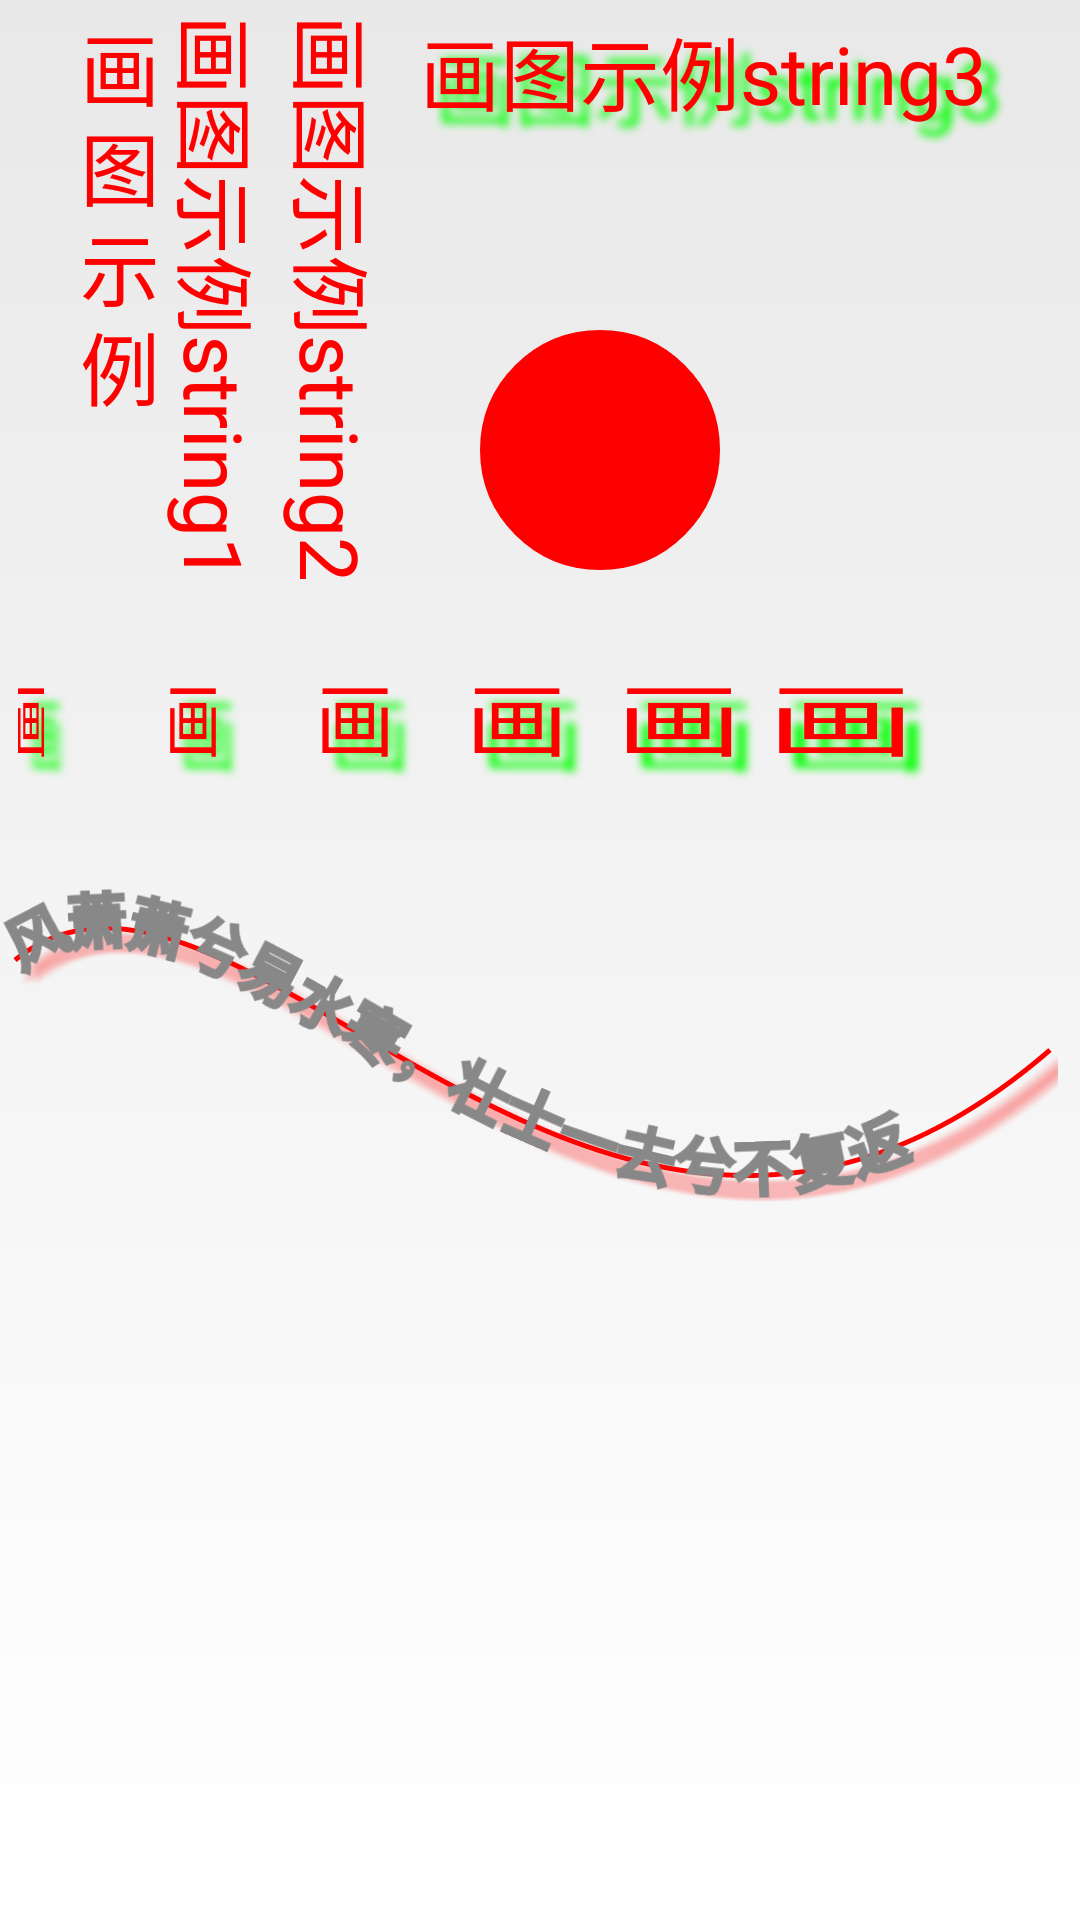 画图示例
画图示例string1
画图示例string2
画图示例string3
画 画 画 画 画 画
风萧萧兮易水寒。壮士一去兮不复返